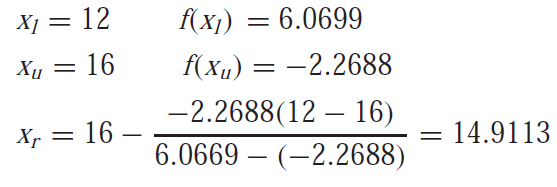 x_l = 12 f(x_l) = 6.0699
x_u = 16 f(x_u) = −2.2688
x_r = 16 − \frac{−2.2688(12 − 16)}{6.0669 − (−2.2688)} = 14.9113